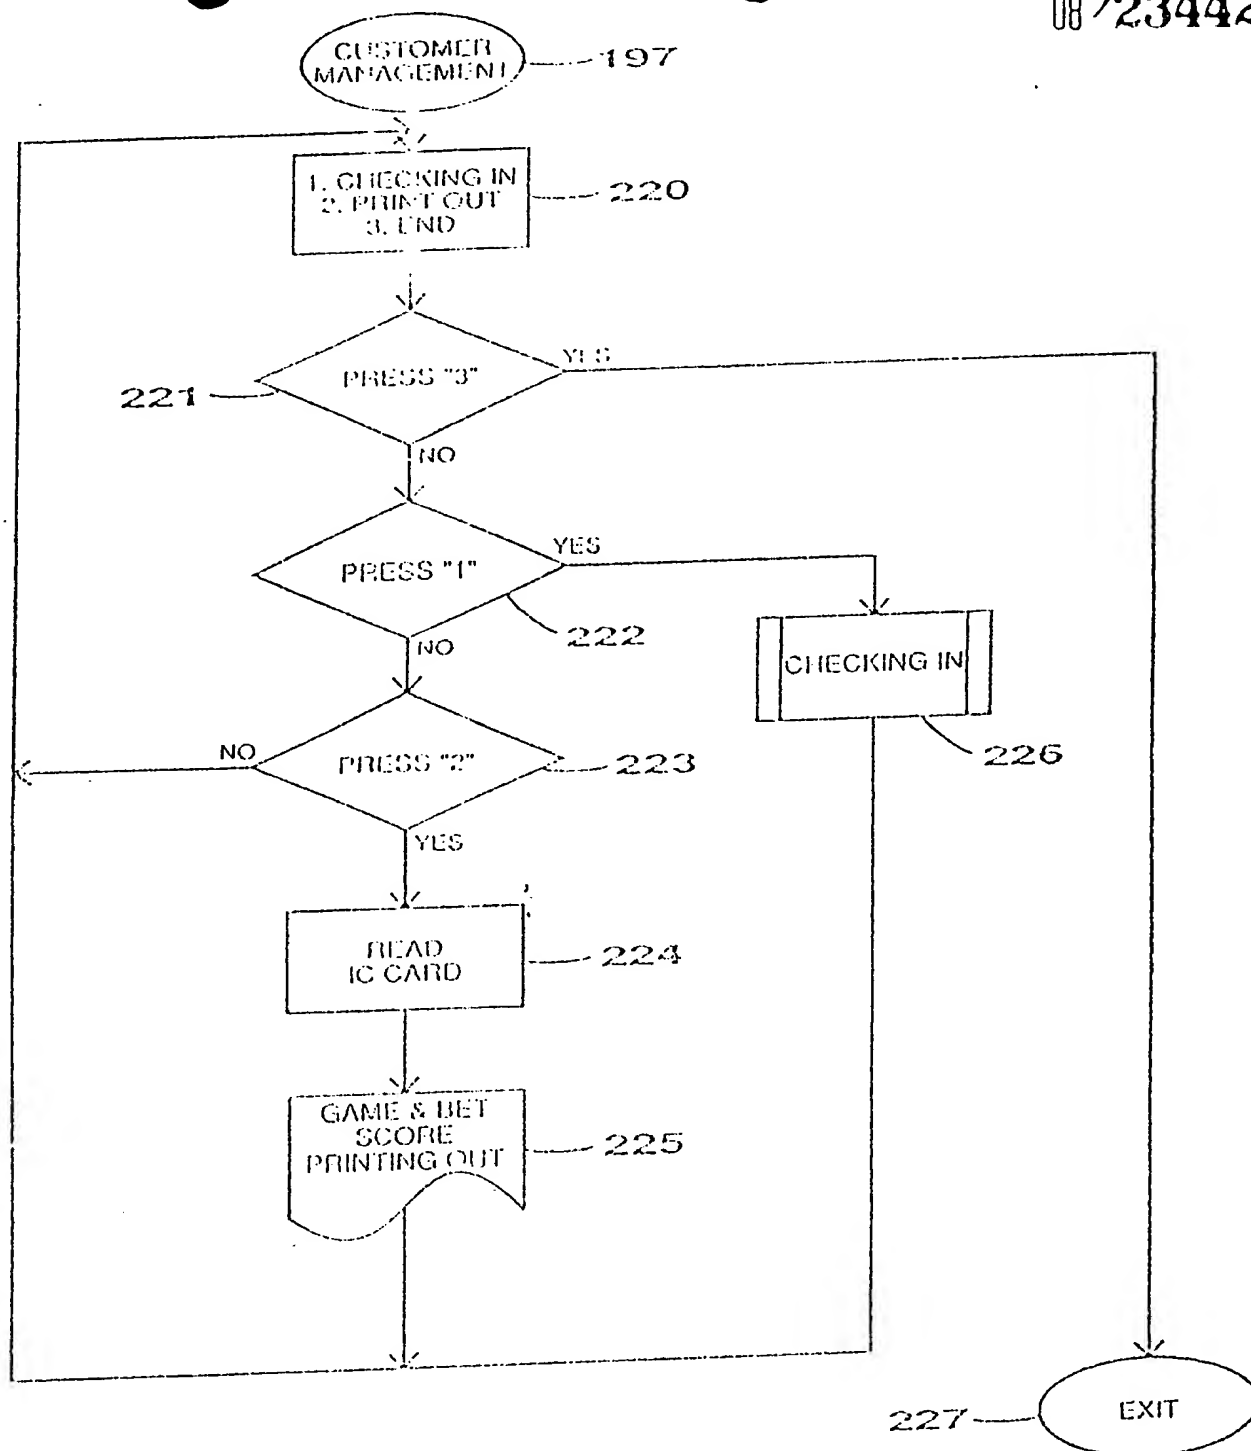 08/23442
CUSTOMER
MANAGEMENT
197
1. CHECKING IN
2. PRINT OUT
3. END
220
PRESS "3"
YES
221
NO
PRESS "1"
YES
222
NO
CHECKING IN
226
NO
PRESS "2"
223
YES
READ
IC CARD
224
GAME & BET
SCORE
PRINTING OUT
225
EXIT
227